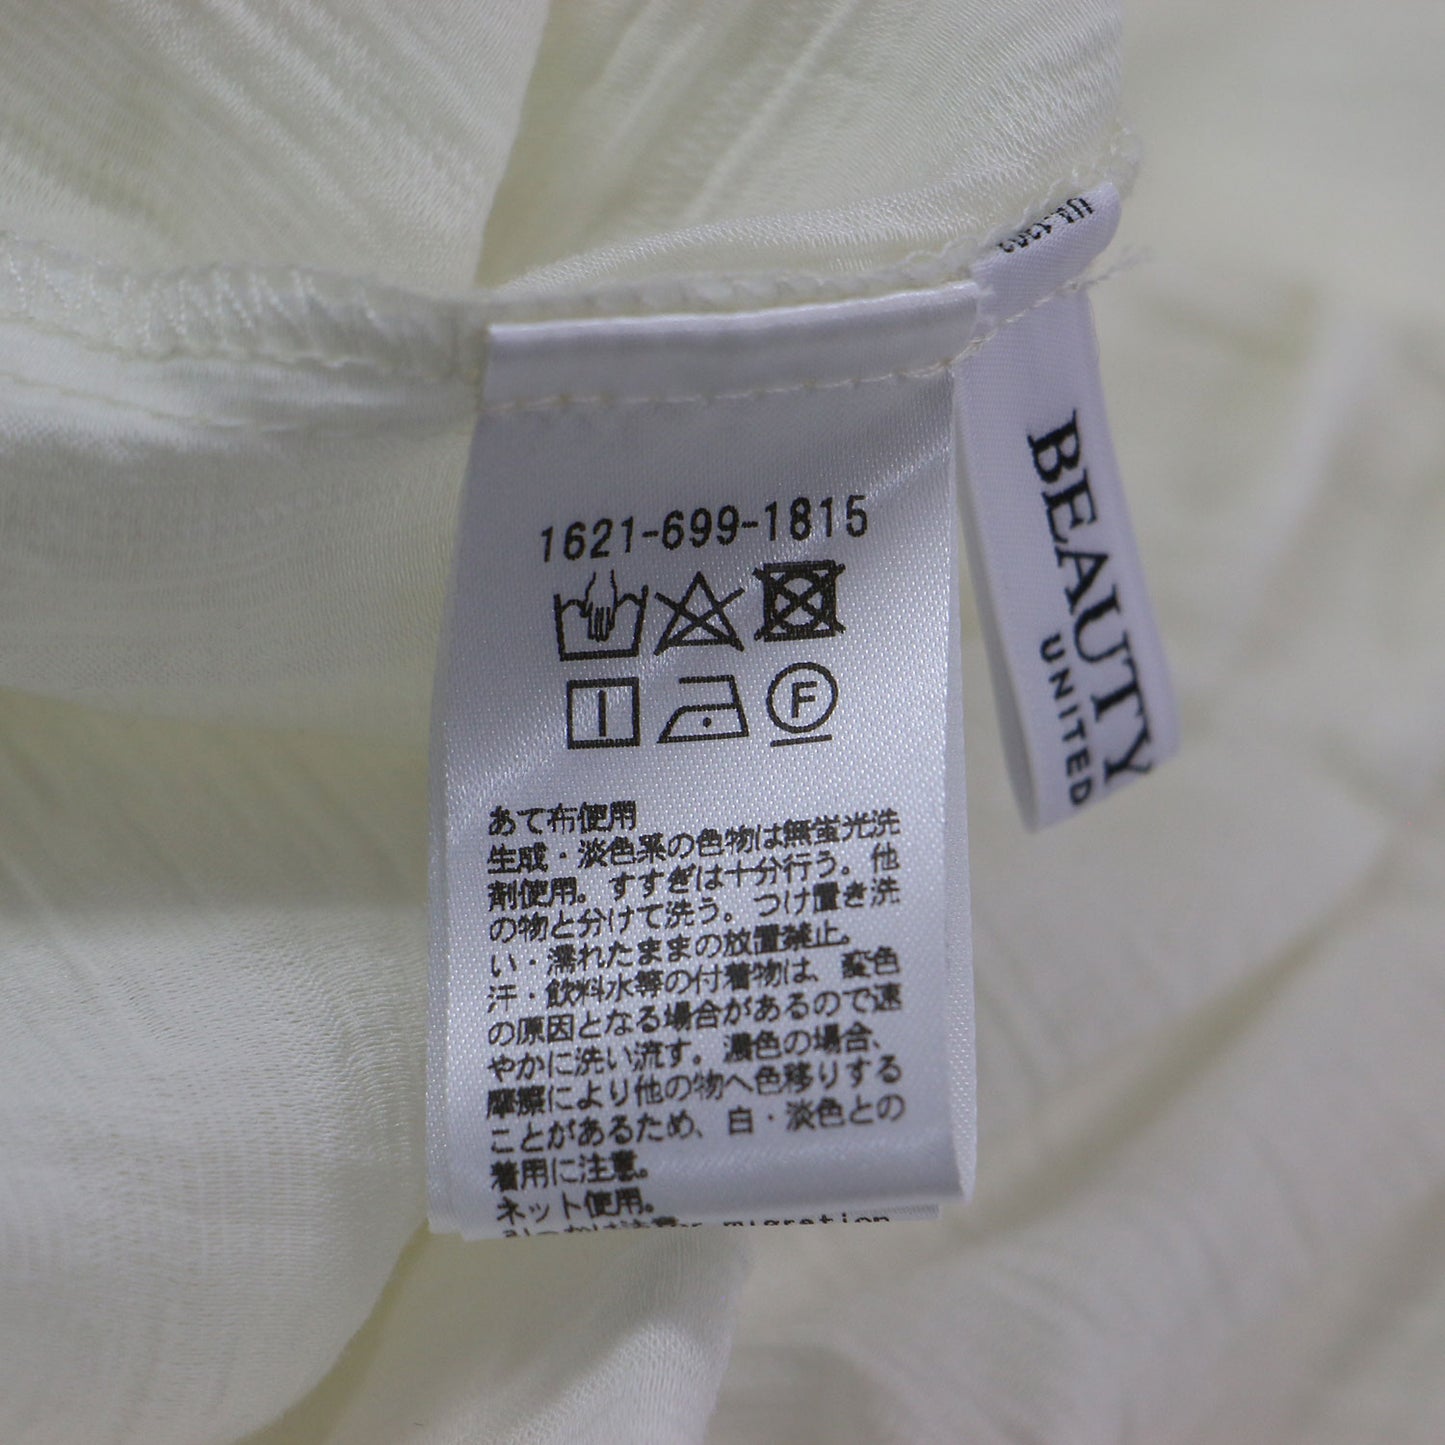 1621-699-1815
F
あて布使用
生成・淡色系の色物は無蛍光洗
剤使用。すすぎは十分行う。他
の物と分けて洗う。つけ置き洗
い・濡れたままの放置禁止。
汗・飲料水等の付着物は、変色
の原因となる場合があるので速
やかに洗い流す。濃色の場合、
摩擦により他の物へ色移りする
ことがあるため、白・淡色との
着用に注意。
ネット使用。
migration
BEAUTY
UNITED